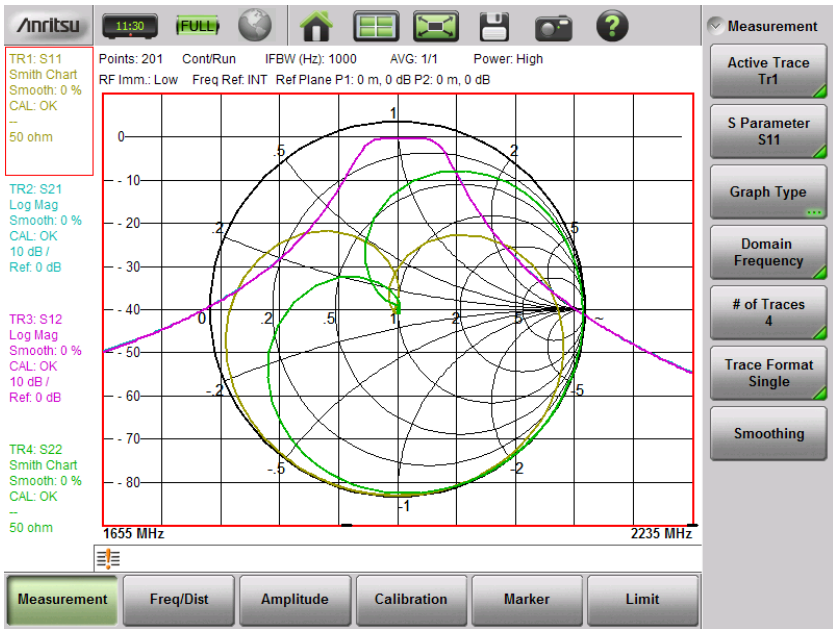 Anritsu
11:30
FULL
?
Measurement
TR1: S11
Smith Chart
Smooth: 0 %
CAL: OK
--
50 ohm
TR2: S21
Log Mag
Smooth: 0 %
CAL: OK
10 dB /
Ref: 0 dB
TR3: S12
Log Mag
Smooth: 0 %
CAL: OK
10 dB /
Ref: 0 dB
TR4: S22
Smith Chart
Smooth: 0 %
CAL: OK
--
50 ohm
Points: 201 Cont/Run IFBW (Hz): 1000 AVG: 1/1 Power: High
RF Imm.: Low Freq Ref: INT Ref Plane P1: 0 m, 0 dB P2: 0 m, 0 dB
0
- 10
- 20
- 30
- 40
- 50
- 60
- 70
- 80
1
.5
2
.2
5
0
.2
.5
1
2
5
~
-.2
-5
-.5
-2
-1
1655 MHz
2235 MHz
Active Trace
Tr1
S Parameter
S11
Graph Type
Domain
Frequency
# of Traces
4
Trace Format
Single
Smoothing
Measurement
Freq/Dist
Amplitude
Calibration
Marker
Limit